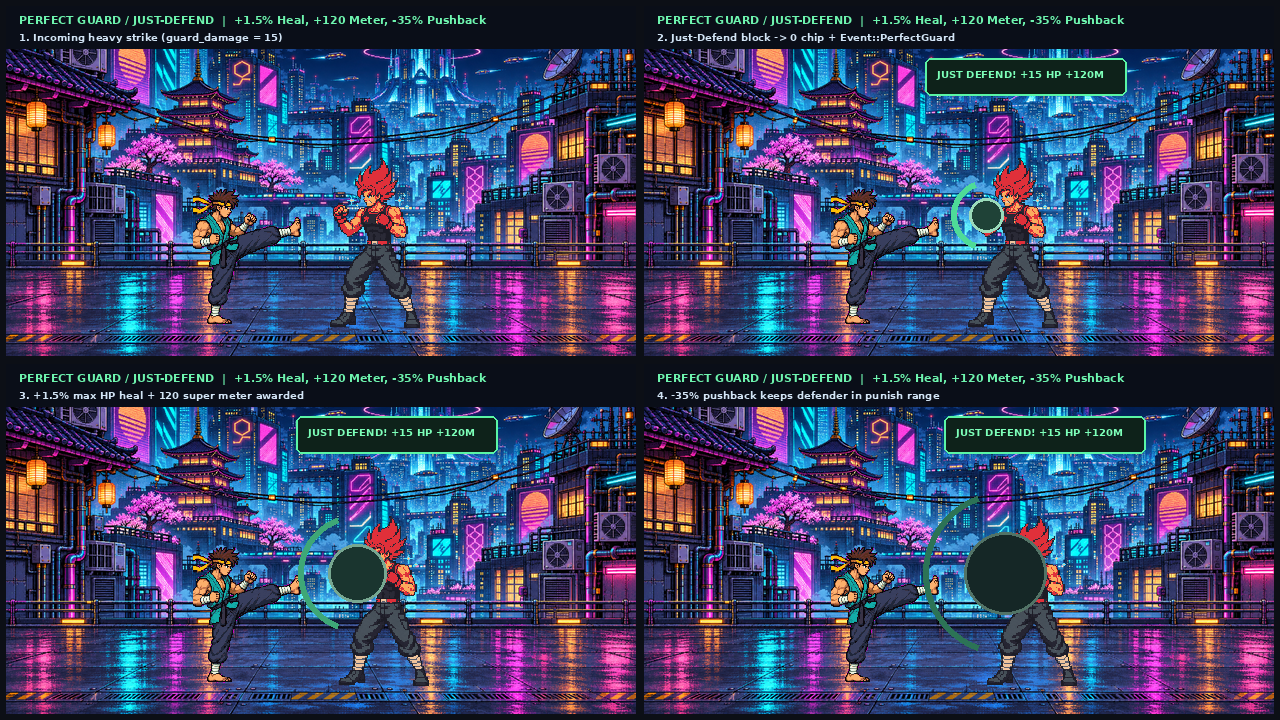 PERFECT GUARD / JUST-DEFEND | +1.5% Heal, +120 Meter, -35% Pushback
1. Incoming heavy strike (guard_damage = 15)
PERFECT GUARD / JUST-DEFEND | +1.5% Heal, +120 Meter, -35% Pushback
2. Just-Defend block -> 0 chip + Event::PerfectGuard
JUST DEFEND! +15 HP +120M
PERFECT GUARD / JUST-DEFEND | +1.5% Heal, +120 Meter, -35% Pushback
3. +1.5% max HP heal + 120 super meter awarded
JUST DEFEND! +15 HP +120M
PERFECT GUARD / JUST-DEFEND | +1.5% Heal, +120 Meter, -35% Pushback
4. -35% pushback keeps defender in punish range
JUST DEFEND! +15 HP +120M